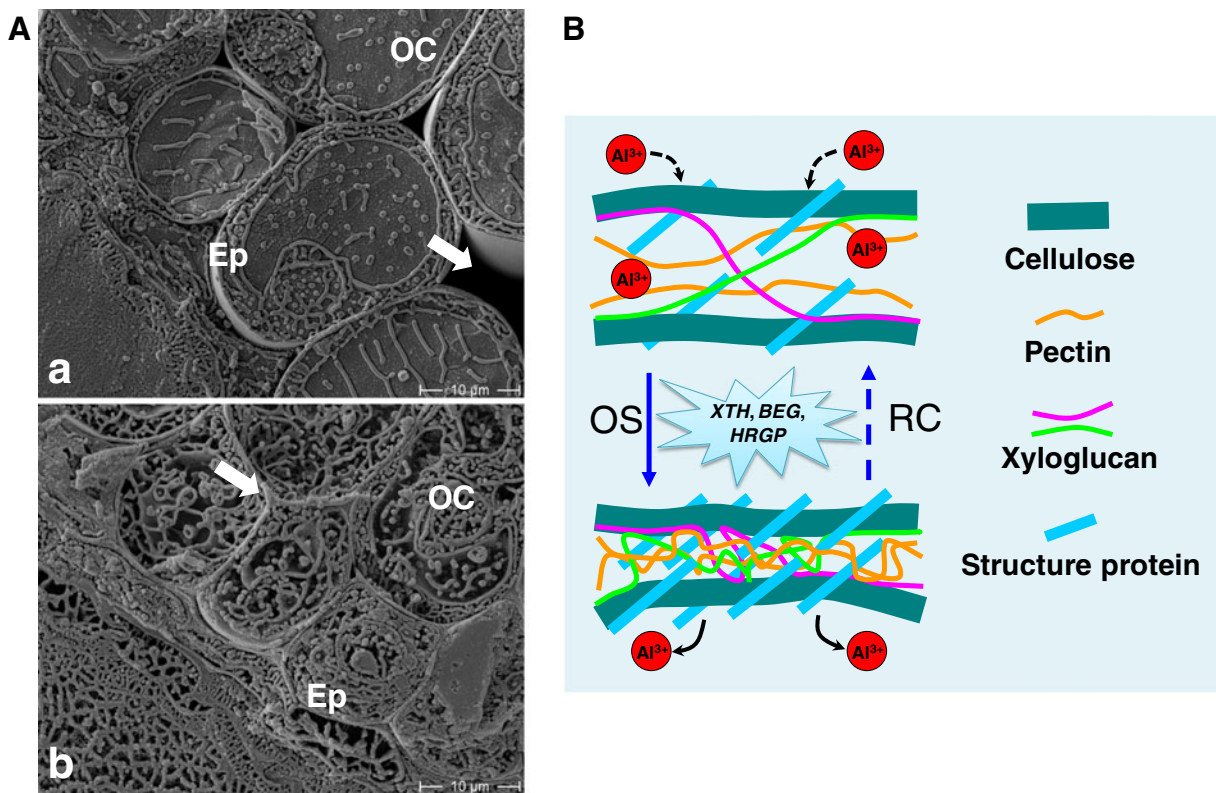 A
OC
Ep
a
10 µm
OC
Ep
b
10 µm
B
Al³⁺
Al³⁺
Al³⁺
Al³⁺
OS
XTH, BEG,
HRGP
RC
Al³⁺
Al³⁺
Cellulose
Pectin
Xyloglucan
Structure protein